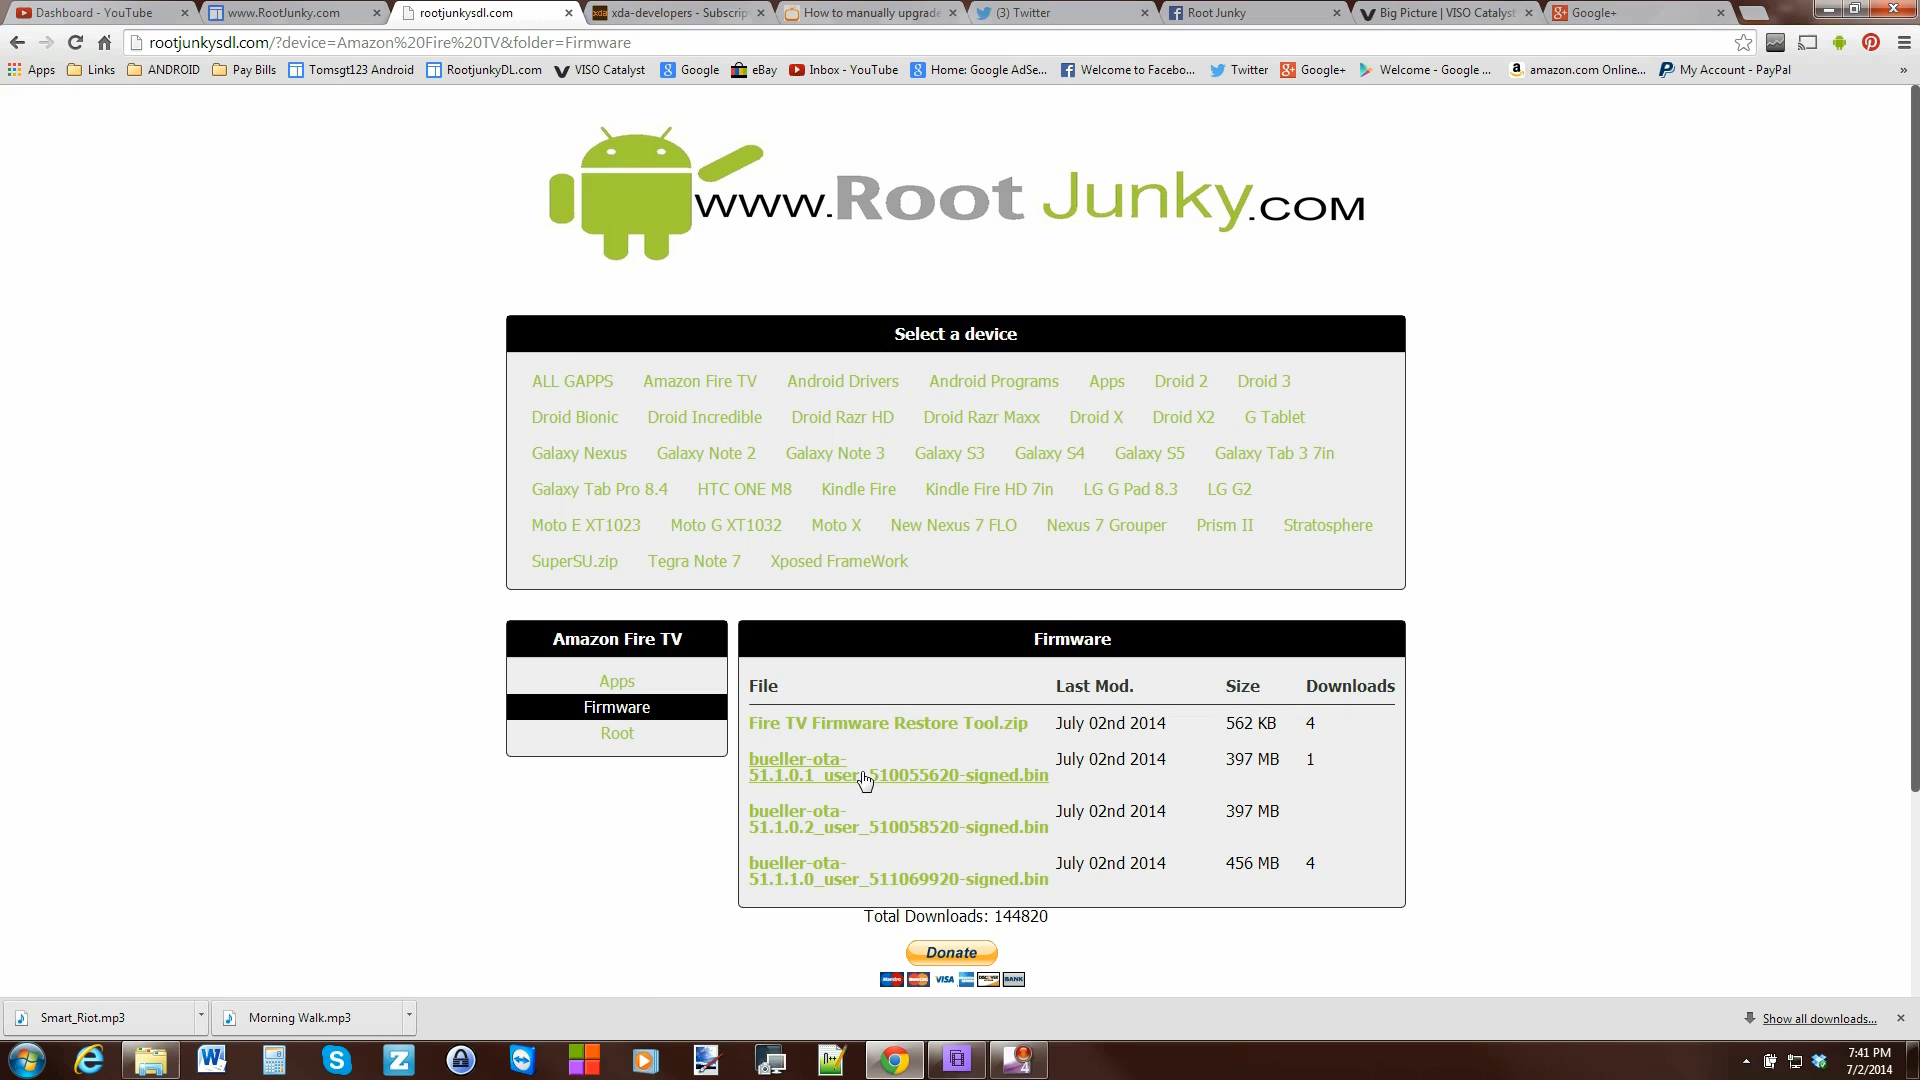 Dashboard - YouTube
www.RootJunky.com
rootjunkysdl.com
xda-developers - Subscrip
How to manually upgrade
(3) Twitter
Root Junky
Big Picture | VISO Catalyst
Google+
rootjunkysdl.com/?device=Amazon%20Fire%20TV&folder=Firmware
Apps
Links
ANDROID
Pay Bills
Tomsgt123 Android
RootjunkyDL.com
VISO Catalyst
Google
eBay
Inbox - YouTube
Home: Google AdSe...
Welcome to Facebo...
Twitter
Google+
Welcome - Google ...
amazon.com Online...
My Account - PayPal
»
www.Root Junky.com
Select a device
ALL GAPPS Amazon Fire TV Android Drivers Android Programs Apps Droid 2 Droid 3
Droid Bionic Droid Incredible Droid Razr HD Droid Razr Maxx Droid X Droid X2 G Tablet
Galaxy Nexus Galaxy Note 2 Galaxy Note 3 Galaxy S3 Galaxy S4 Galaxy S5 Galaxy Tab 3 7in
Galaxy Tab Pro 8.4 HTC ONE M8 Kindle Fire Kindle Fire HD 7in LG G Pad 8.3 LG G2
Moto E XT1023 Moto G XT1032 Moto X New Nexus 7 FLO Nexus 7 Grouper Prism II Stratosphere
SuperSU.zip Tegra Note 7 Xposed FrameWork
Amazon Fire TV
Apps
Firmware
Root
Firmware
File Last Mod. Size Downloads
Fire TV Firmware Restore Tool.zip July 02nd 2014 562 KB 4
bueller-ota- July 02nd 2014 397 MB 1
51.1.0.1_user_510055620-signed.bin
bueller-ota- July 02nd 2014 397 MB
51.1.0.2_user_510058520-signed.bin
bueller-ota- July 02nd 2014 456 MB 4
51.1.1.0_user_511069920-signed.bin
Total Downloads: 144820
Donate
VISA
BANK
Smart_Riot.mp3
Morning Walk.mp3
Show all downloads...
4
7:41 PM
7/2/2014